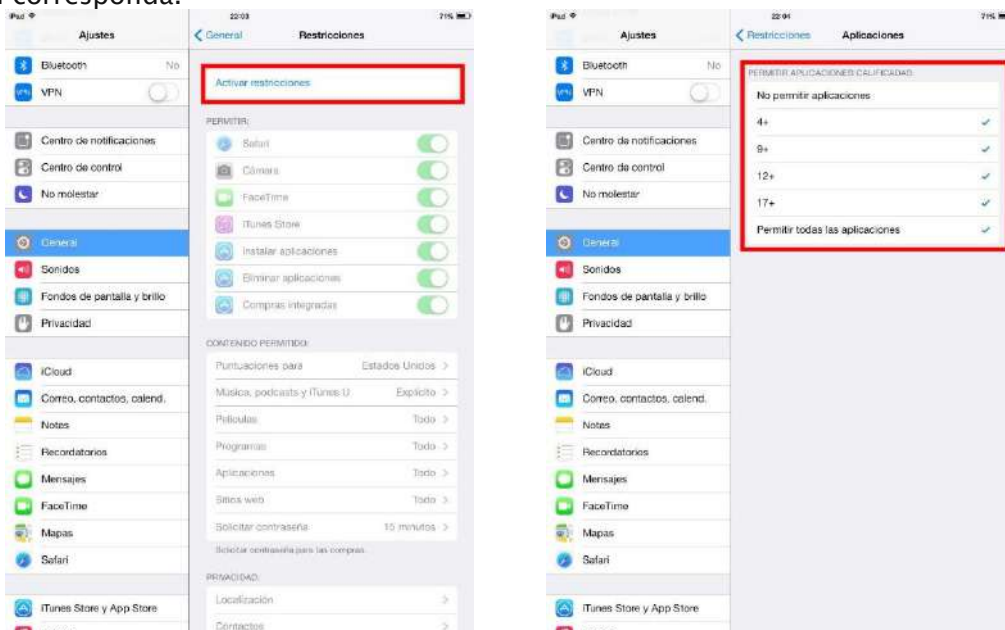 corresponda.
iPad
22:03
71%
Ajustes
General
Restricciones
Bluetooth No
VPN
Centro de notificaciones
Centro de control
No molestar
General
Sonidos
Fondos de pantalla y brillo
Privacidad
iCloud
Correo, contactos, calend.
Notas
Recordatorios
Mensajes
FaceTime
Mapas
Safari
iTunes Store y App Store
Activar restricciones
PERMITIR:
Safari
Cámara
FaceTime
iTunes Store
Instalar aplicaciones
Eliminar aplicaciones
Compras integradas
CONTENIDO PERMITIDO:
Puntuaciones para Estados Unidos
Música, podcasts y iTunes U Explícito
Películas Todo
Programas Todo
Aplicaciones Todo
Sitios web Todo
Solicitar contraseña 15 minutos
Solicitar contraseña para las compras.
PRIVACIDAD:
Localización
Contactos
iPad
22:04
71%
Ajustes
Restricciones
Aplicaciones
Bluetooth No
VPN
Centro de notificaciones
Centro de control
No molestar
General
Sonidos
Fondos de pantalla y brillo
Privacidad
iCloud
Correo, contactos, calend.
Notas
Recordatorios
Mensajes
FaceTime
Mapas
Safari
iTunes Store y App Store
PERMITIR APLICACIONES CALIFICADAS:
No permitir aplicaciones
4+
9+
12+
17+
Permitir todas las aplicaciones